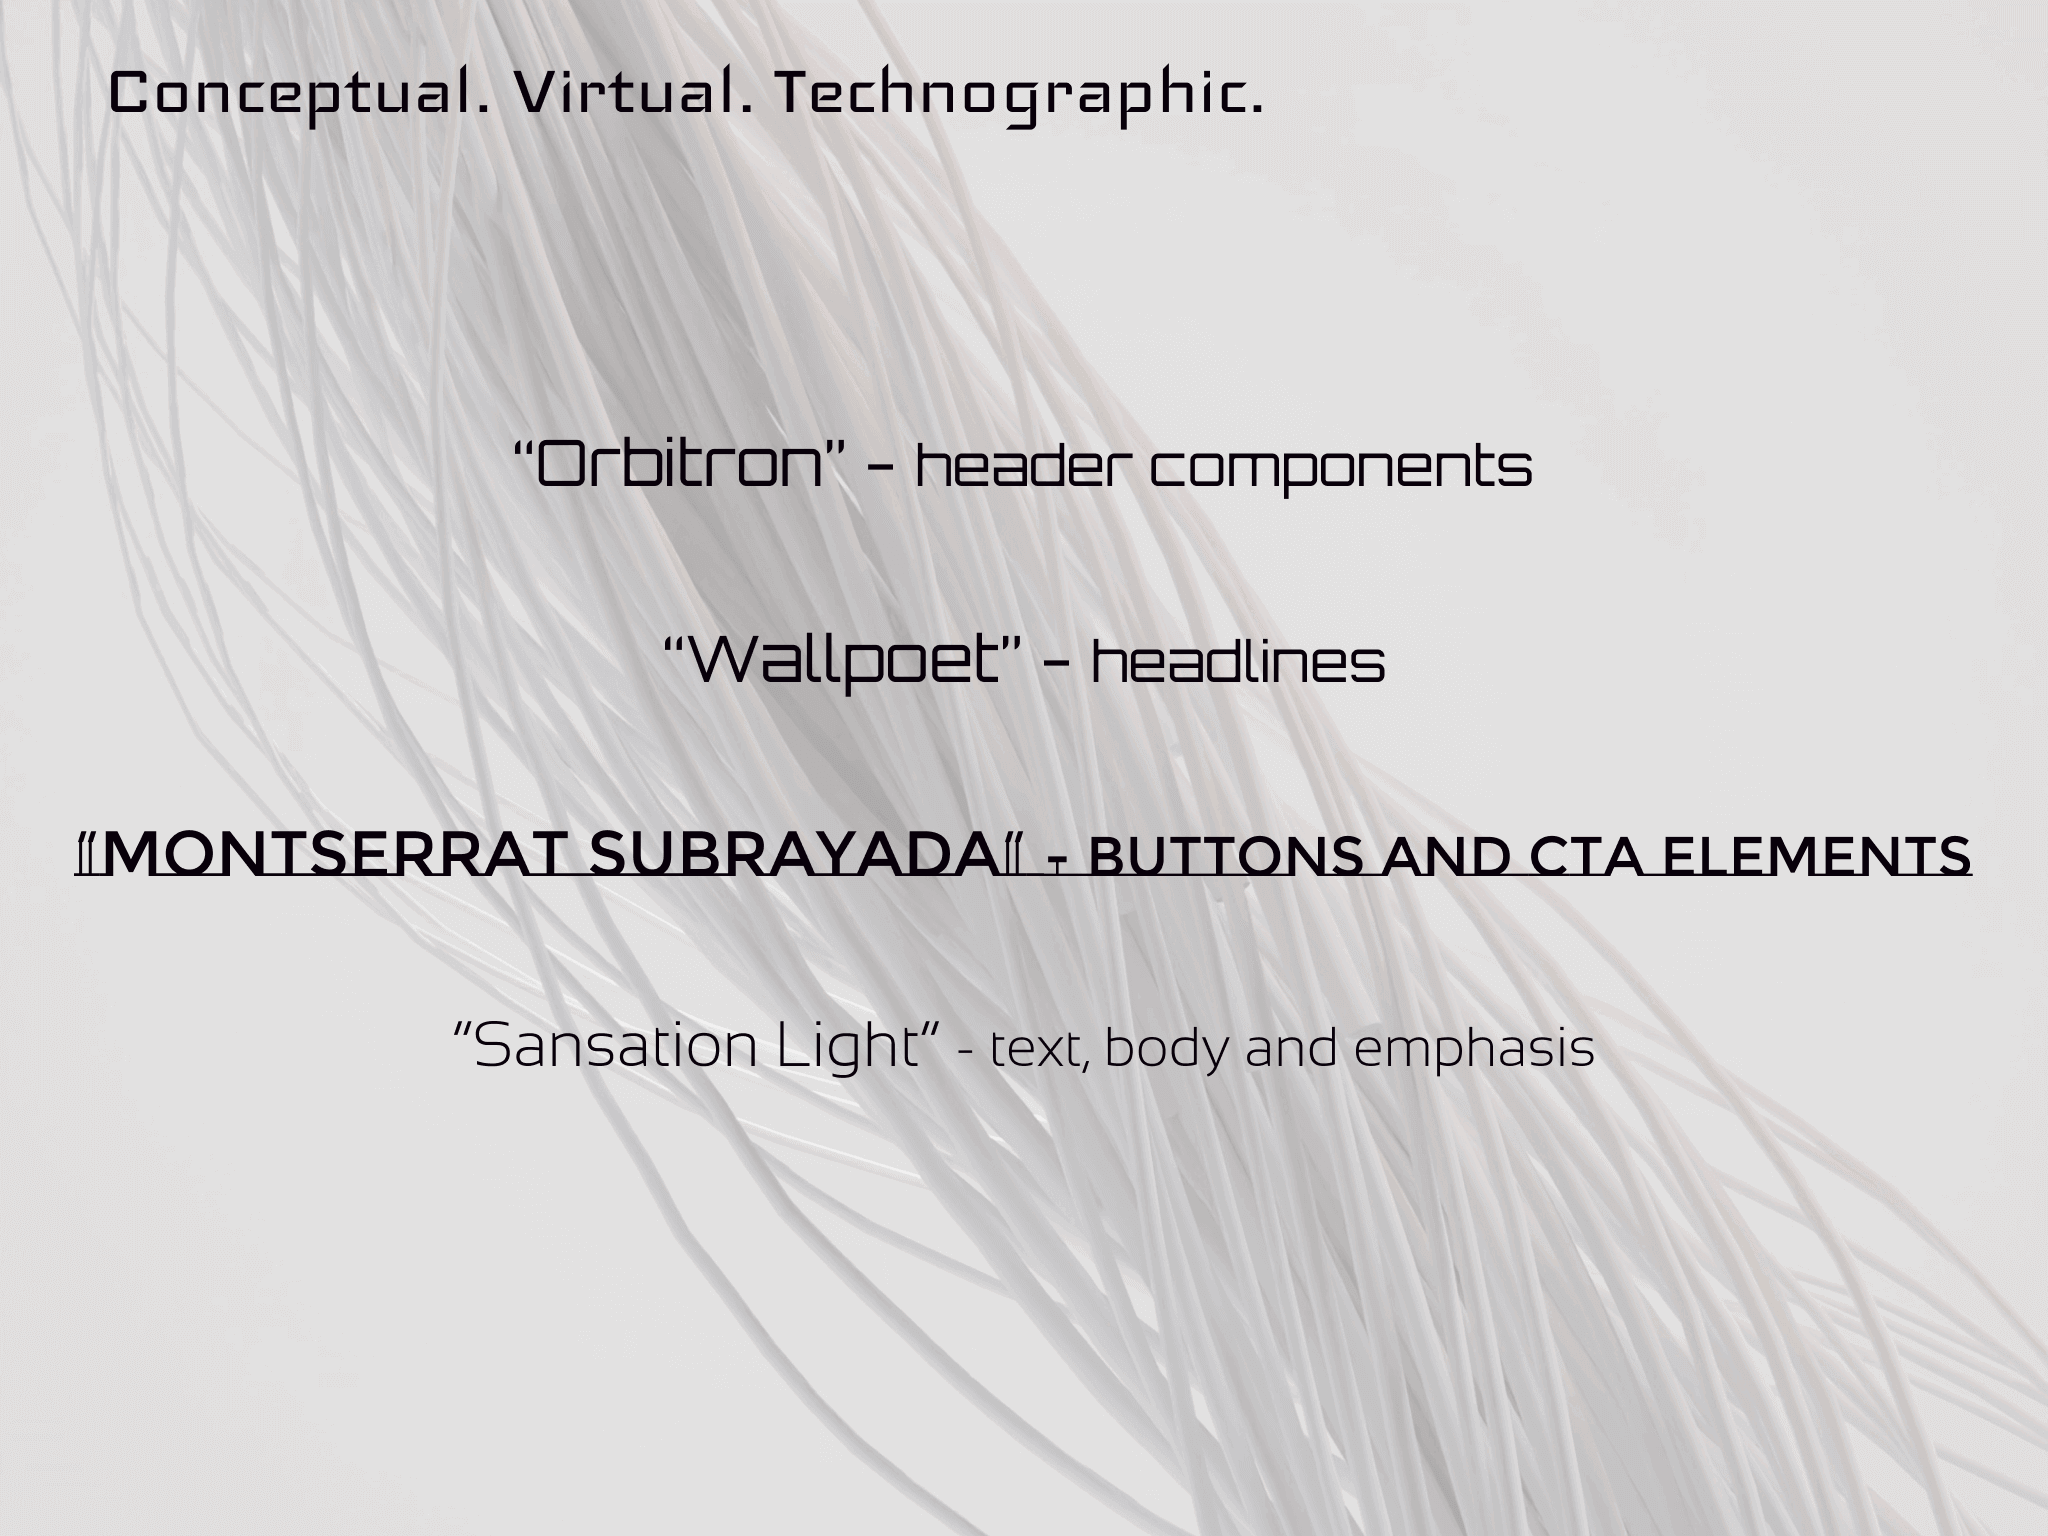 Conceptual. Virtual. Technographic.
“Orbitron” - header components
“Wallpoet” - headlines
"MONTSERRAT SUBRAYADA" - BUTTONS AND CTA ELEMENTS
"Sansation Light" - text, body and emphasis